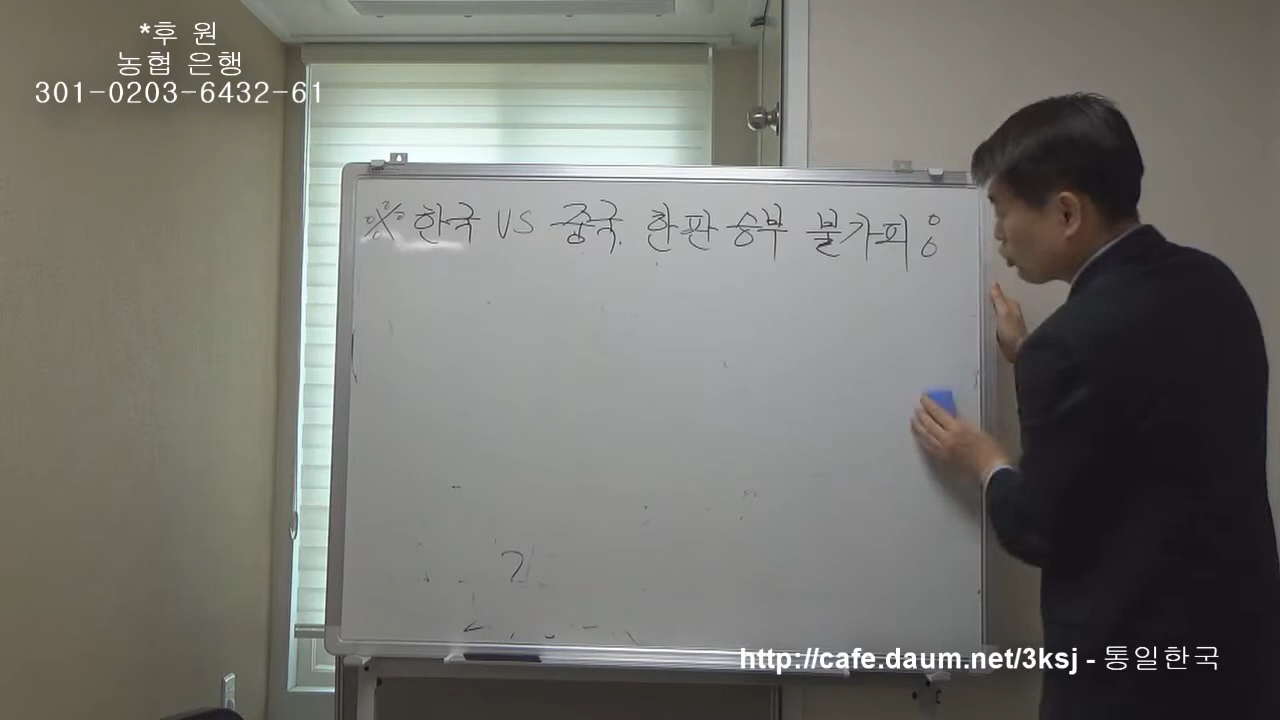 *후 원
농협 은행
301-0203-6432-61
※ 한국 VS 중국. 한판 승부 불가피
http://cafe.daum.net/3ksj - 통일한국